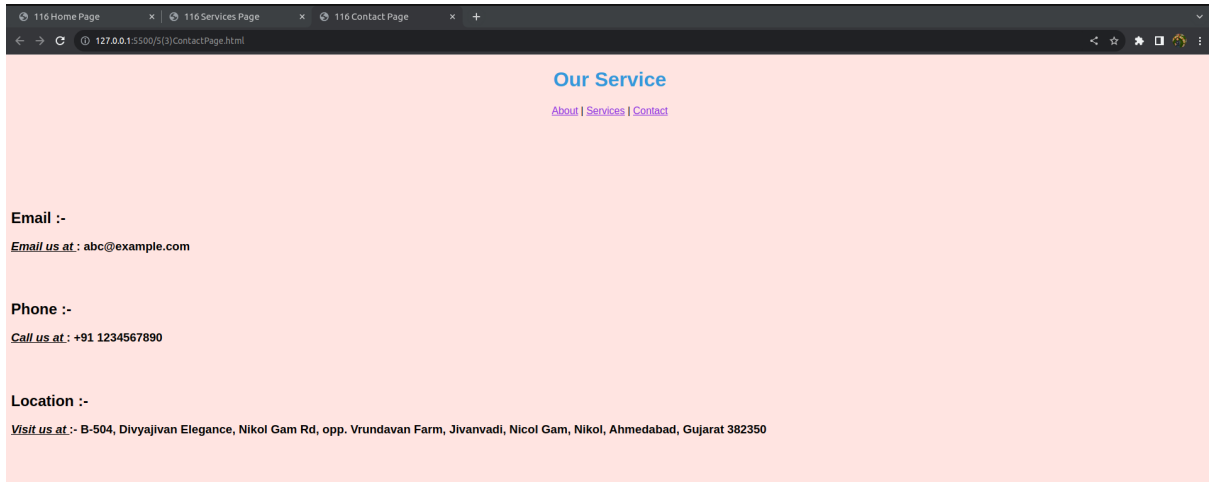 116 Home Page
116 Services Page
116 Contact Page
127.0.0.1:5500/5(3)ContactPage.html
Our Service
About | Services | Contact
Email :-
Email us at : abc@example.com
Phone :-
Call us at : +91 1234567890
Location :-
Visit us at :- B-504, Divyajivan Elegance, Nikol Gam Rd, opp. Vrundavan Farm, Jivanvadi, Nicol Gam, Nikol, Ahmedabad, Gujarat 382350